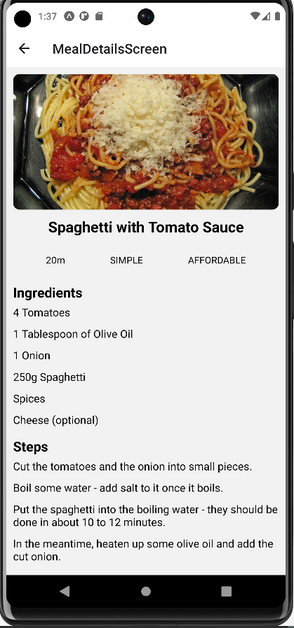 1:37
MealDetailsScreen
Spaghetti with Tomato Sauce
20m SIMPLE AFFORDABLE
Ingredients
4 Tomatoes
1 Tablespoon of Olive Oil
1 Onion
250g Spaghetti
Spices
Cheese (optional)
Steps
Cut the tomatoes and the onion into small pieces.
Boil some water - add salt to it once it boils.
Put the spaghetti into the boiling water - they should be
done in about 10 to 12 minutes.
In the meantime, heaten up some olive oil and add the
cut onion.